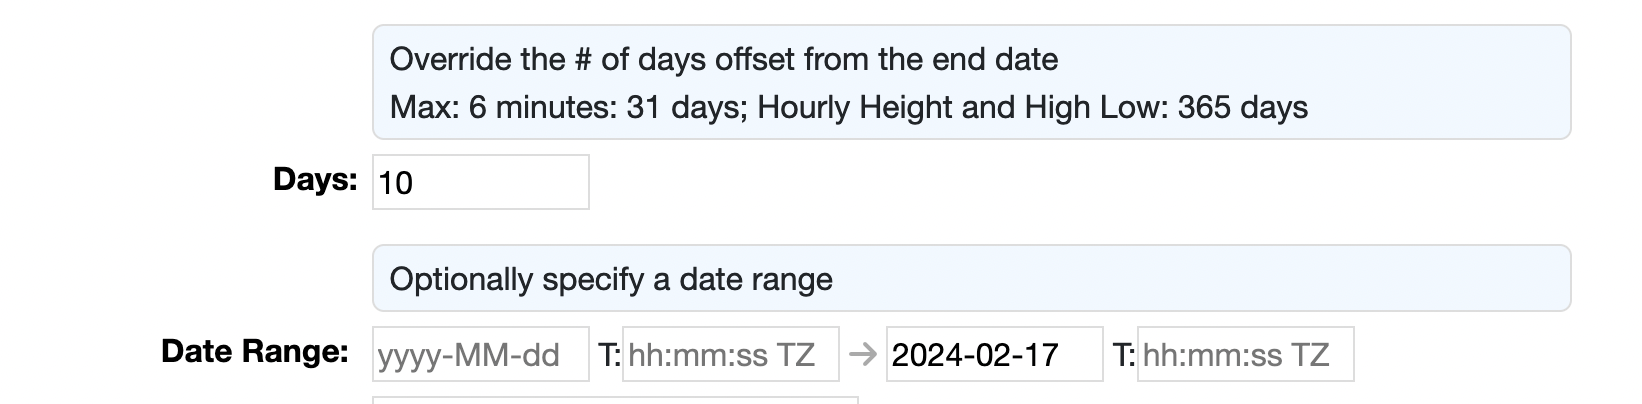 Override the # of days offset from the end date
Max: 6 minutes: 31 days; Hourly Height and High Low: 365 days
Days: 10
Optionally specify a date range
Date Range: yyyy-MM-dd T: hh:mm:ss TZ → 2024-02-17 T: hh:mm:ss TZ